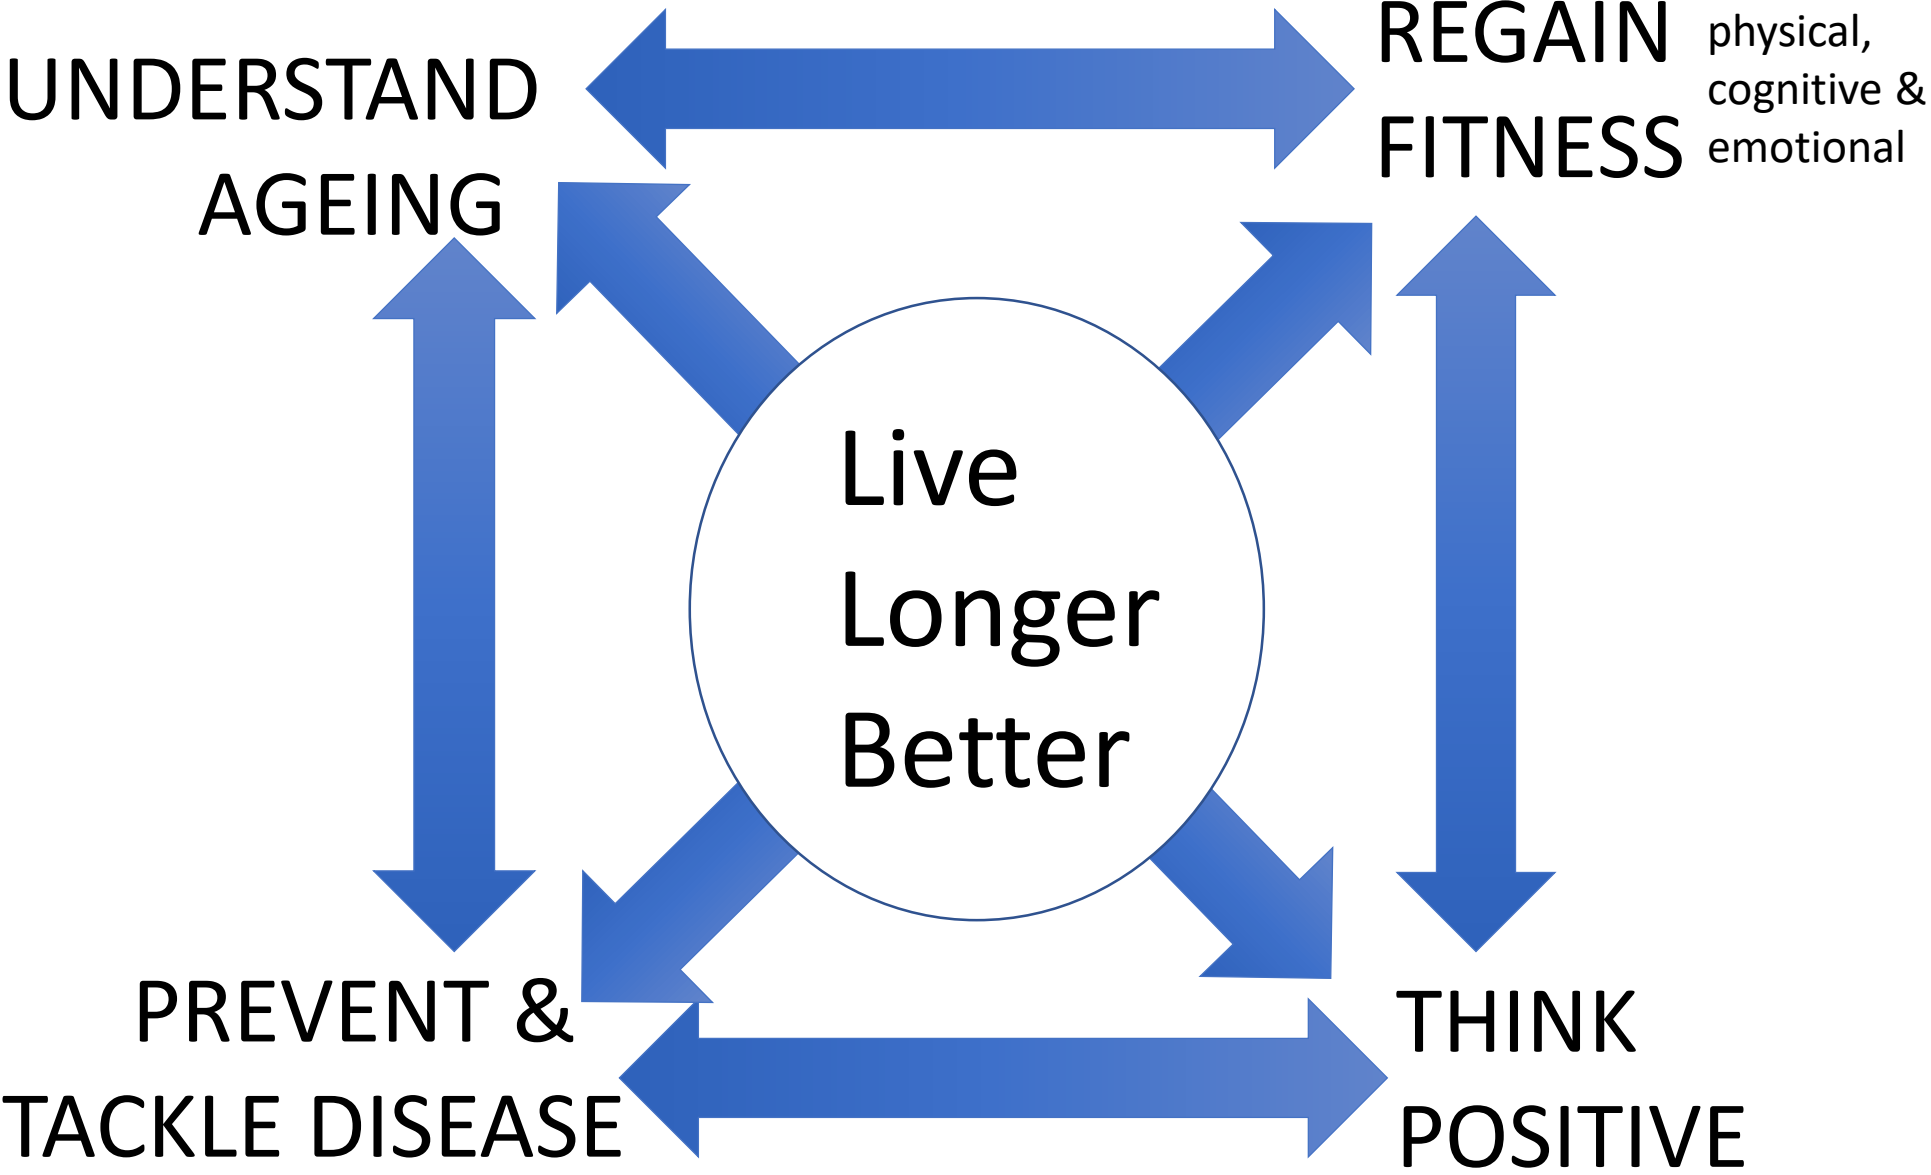 UNDERSTAND
AGEING
REGAIN
FITNESS
physical,
cognitive &
emotional
Live
Longer
Better
PREVENT &
TACKLE DISEASE
THINK
POSITIVE